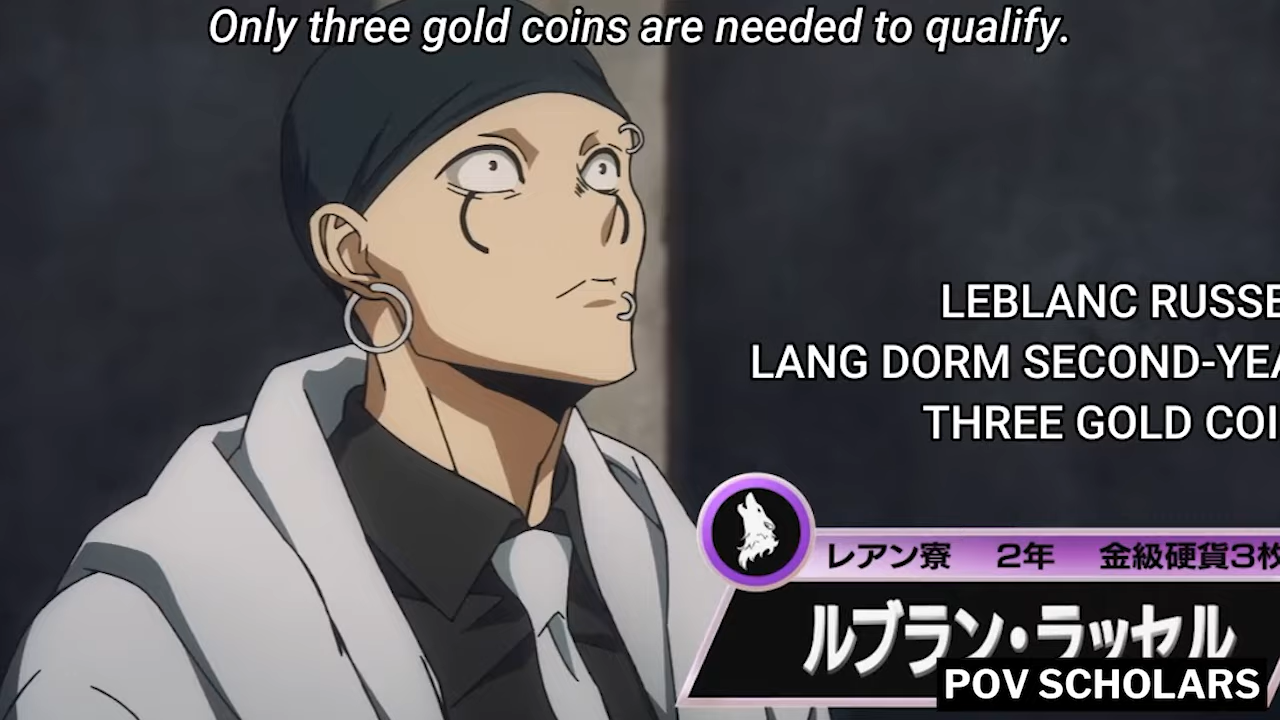 Only three gold coins are needed to qualify.
LEBLANC RUSSE
LANG DORM SECOND-YEA
THREE GOLD COI
レアン寮 2年 金級硬貨3枚
ルブラン・ラッセル
POV SCHOLARS